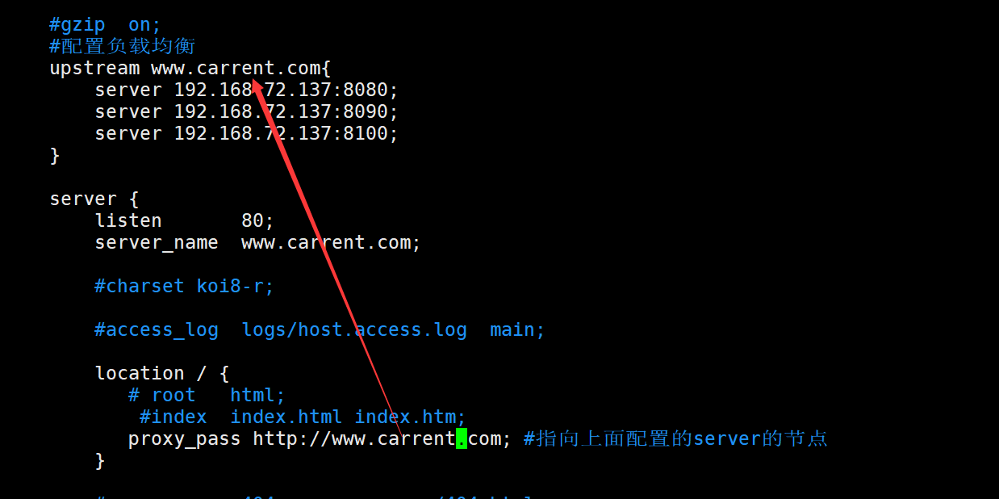 #gzip  on;
#配置负载均衡
upstream www.carrent.com{
server 192.168.72.137:8080;
server 192.168.72.137:8090;
server 192.168.72.137:8100;
}
server {
listen       80;
server_name  www.carrent.com;
#charset koi8-r;
#access_log  logs/host.access.log  main;
location / {
# root   html;
#index  index.html index.htm;
proxy_pass http://www.carrent.com; #指向上面配置的server的节点
}